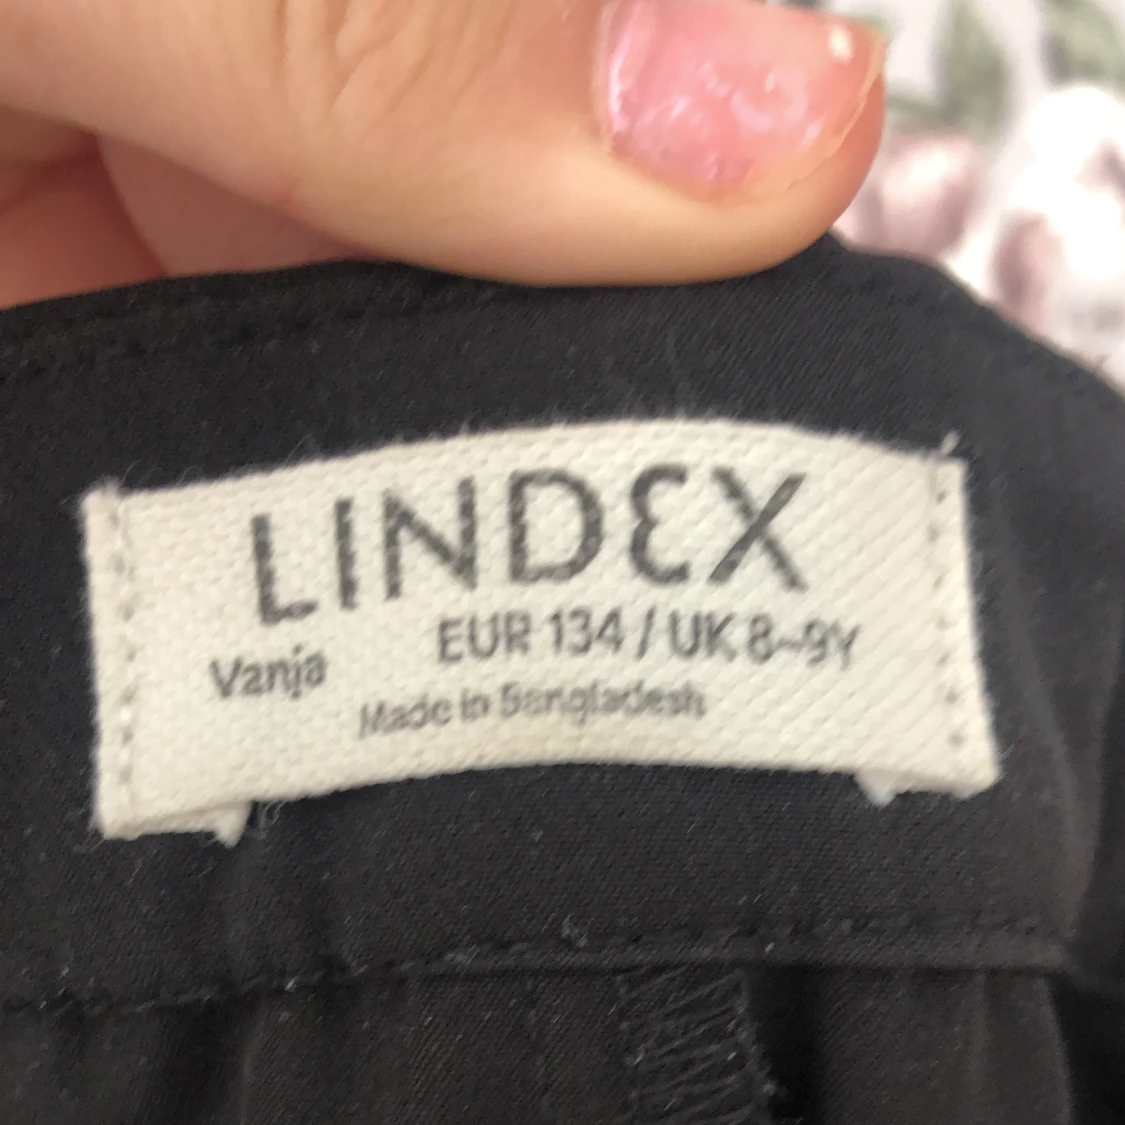 LINDEX
Vanja EUR 134 / UK 8-9Y
Made in Bangladesh